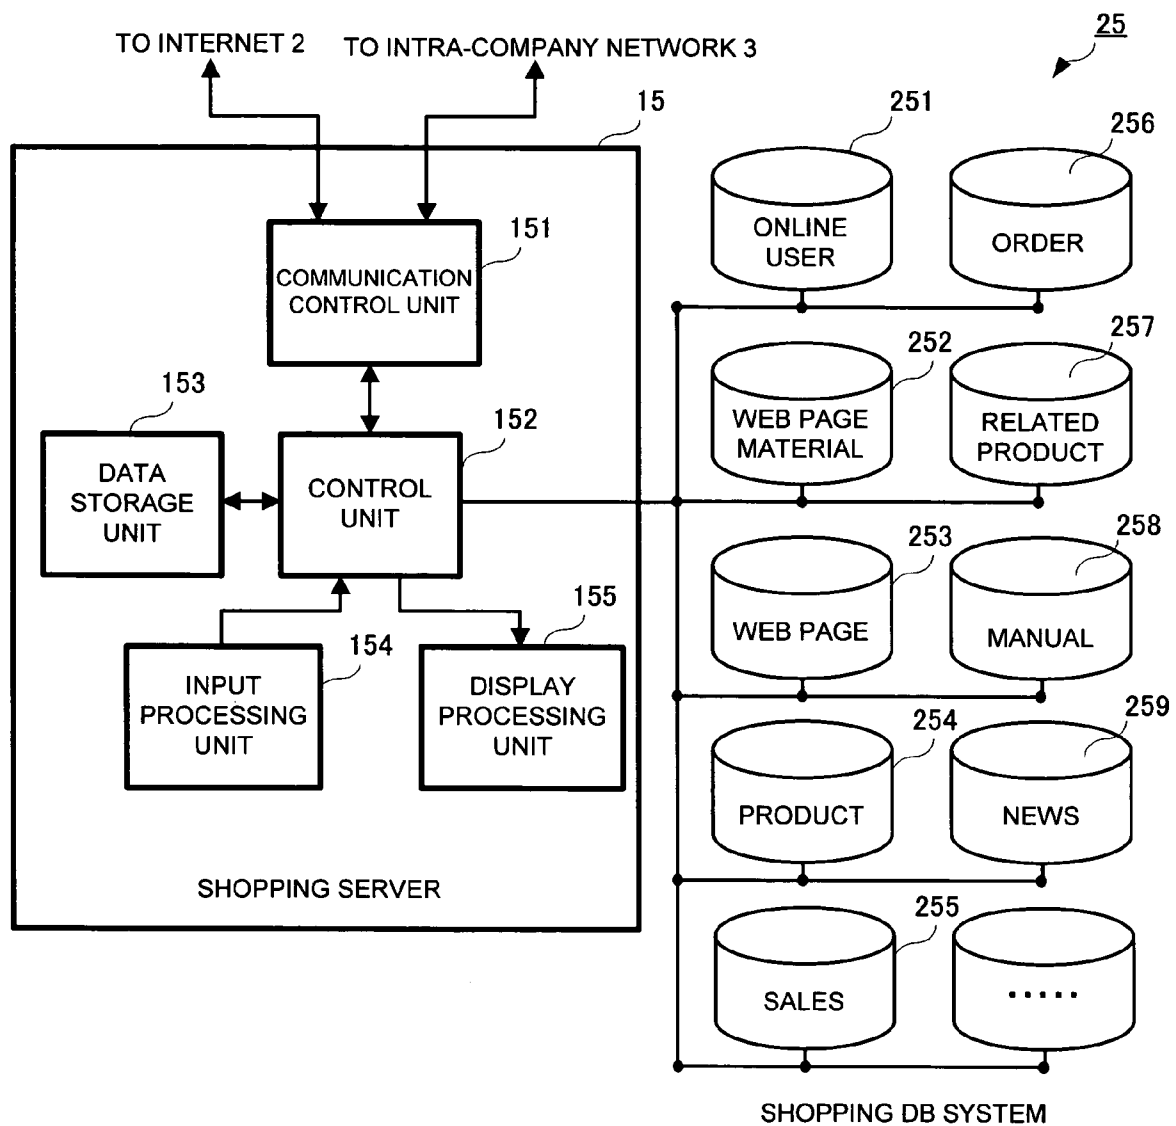 25
TO INTERNET 2
TO INTRA-COMPANY NETWORK 3
15
251
256
151
COMMUNICATION
CONTROL UNIT
ONLINE
USER
ORDER
252
257
153
152
WEB PAGE
MATERIAL
RELATED
PRODUCT
DATA
STORAGE
UNIT
CONTROL
UNIT
253
258
155
154
WEB PAGE
MANUAL
INPUT
PROCESSING
UNIT
DISPLAY
PROCESSING
UNIT
254
259
PRODUCT
NEWS
SHOPPING SERVER
255
SALES
.....
SHOPPING DB SYSTEM